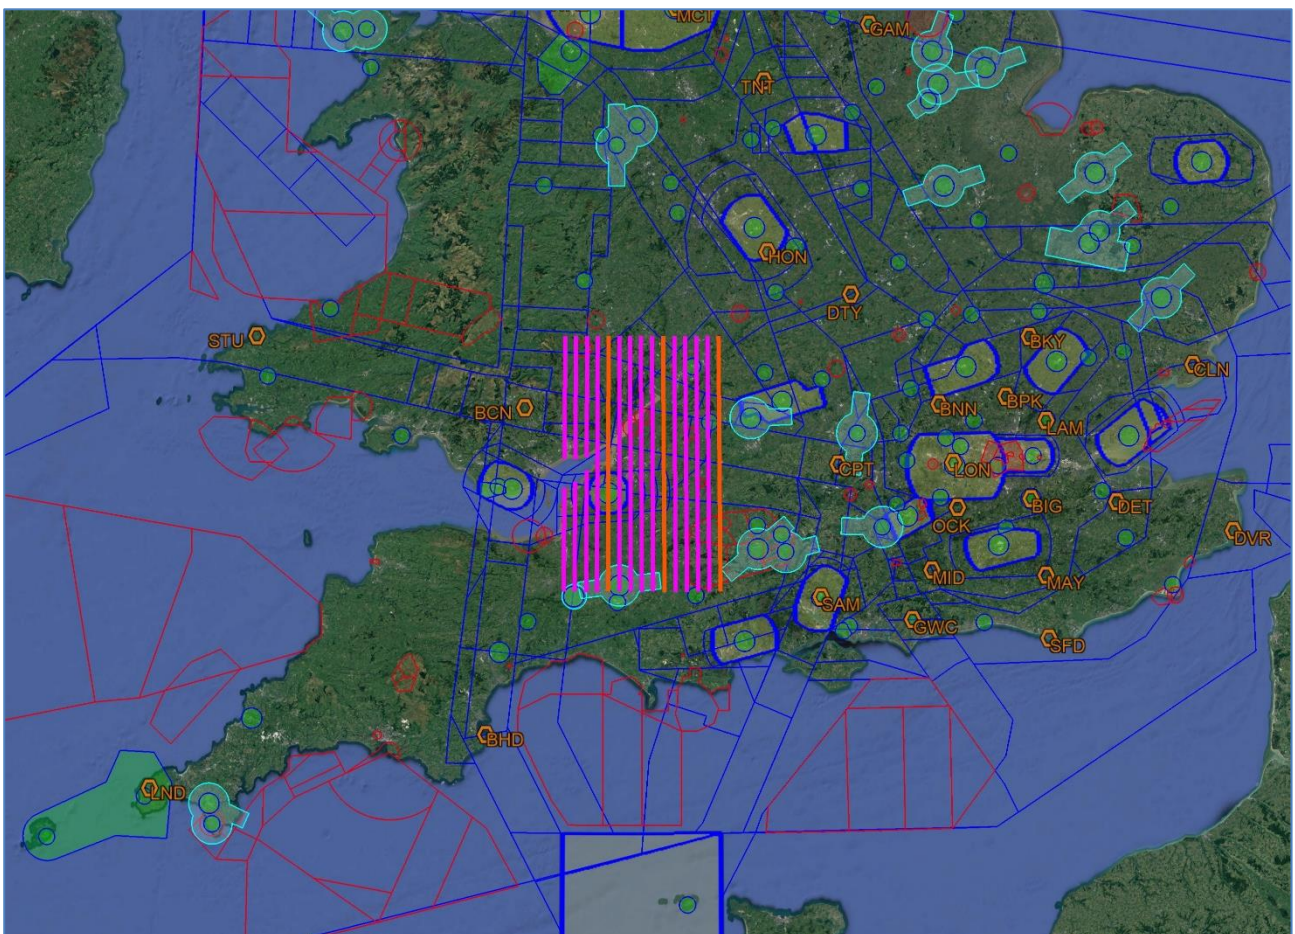 MCT
GAM
TNT
HON
DTY
STU
BKY
CLN
BCN
BNN
BPK
LAM
CPT
LON
BIG
DET
OCK
DVR
MID
MAY
SAM
GWC
SFD
BHD
LND